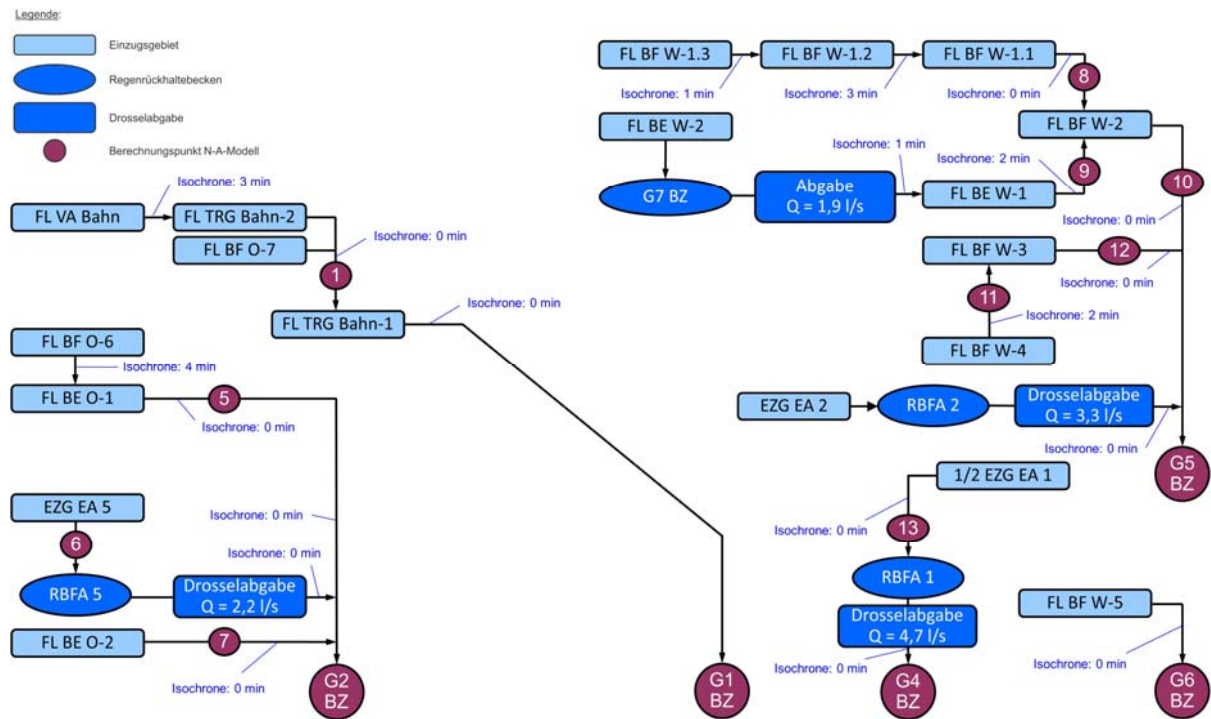 Legende:
Einzugsgebiet
Regenrückhaltebecken
Drosselabgabe
Berechnungspunkt N-A-Modell
Isochrone: 3 min
FL VA Bahn
FL TRG Bahn-2
FL BF O-7
Isochrone: 0 min
1
FL TRG Bahn-1
Isochrone: 0 min
FL BF O-6
Isochrone: 4 min
FL BE O-1
5
Isochrone: 0 min
EZG EA 5
6
Isochrone: 0 min
Isochrone: 0 min
RBFA 5
Drosselabgabe
Q = 2,2 l/s
FL BE O-2
7
Isochrone: 0 min
G2
BZ
G1
BZ
FL BF W-1.3
FL BF W-1.2
FL BF W-1.1
Isochrone: 1 min
Isochrone: 3 min
Isochrone: 0 min
8
FL BE W-2
FL BF W-2
Isochrone: 1 min
Isochrone: 2 min
9
10
G7 BZ
Abgabe
Q = 1,9 l/s
FL BE W-1
Isochrone: 0 min
FL BF W-3
12
Isochrone: 0 min
11
Isochrone: 2 min
FL BF W-4
EZG EA 2
RBFA 2
Drosselabgabe
Q = 3,3 l/s
Isochrone: 0 min
G5
BZ
1/2 EZG EA 1
Isochrone: 0 min
13
RBFA 1
Drosselabgabe
Q = 4,7 l/s
Isochrone: 0 min
G4
BZ
FL BF W-5
Isochrone: 0 min
G6
BZ